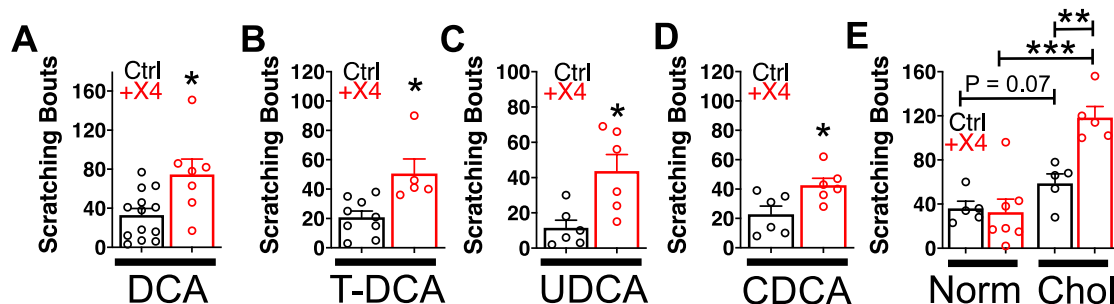 A
Scratching Bouts
160
120
80
40
0
Ctrl
+X4
*
DCA
B
Scratching Bouts
120
100
80
60
40
20
0
Ctrl
+X4
*
T-DCA
C
Scratching Bouts
100
80
60
40
20
0
Ctrl
+X4
*
UDCA
D
Scratching Bouts
120
100
80
60
40
20
0
Ctrl
+X4
*
CDCA
E
Scratching Bouts
160
120
80
40
0
**
***
P = 0.07
Ctrl
+X4
Norm Chol